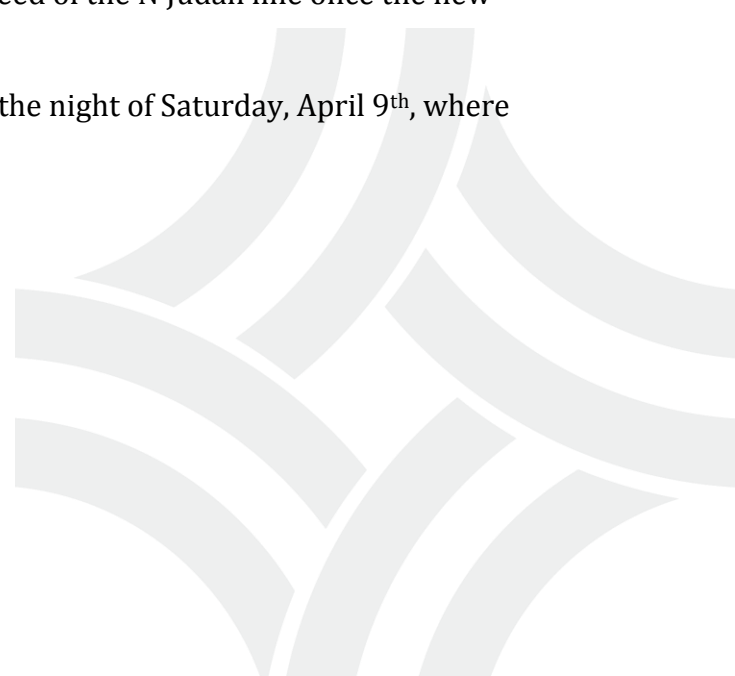 of the N Judah line once the new
the night of Saturday, April 9th, where